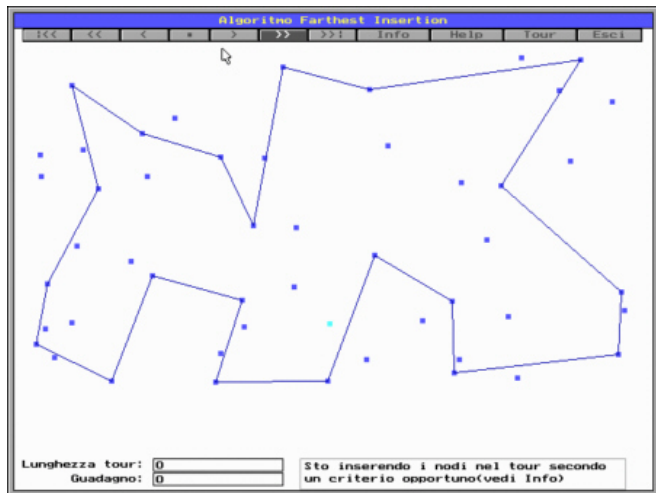 Algoritmo Farthest Insertion
:<< << < ▪ > >> >>: Info Help Tour Esci
Lunghezza tour: 0
Sto inserendo i nodi nel tour secondo
Guadagno: 0
un criterio opportuno(vedi Info)